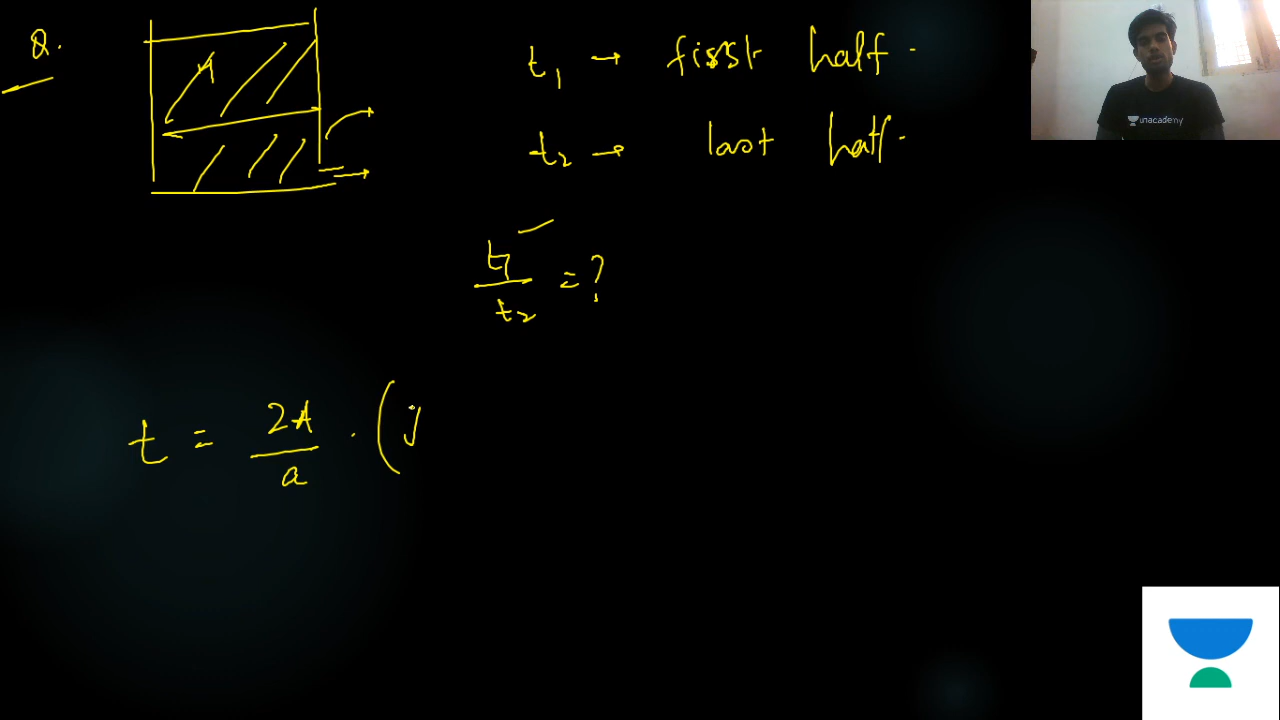 Q.
A
t₁ → first half.
t₂ → last half.
t₁/t₂ = ?
t = 2A/a · (
unacademy